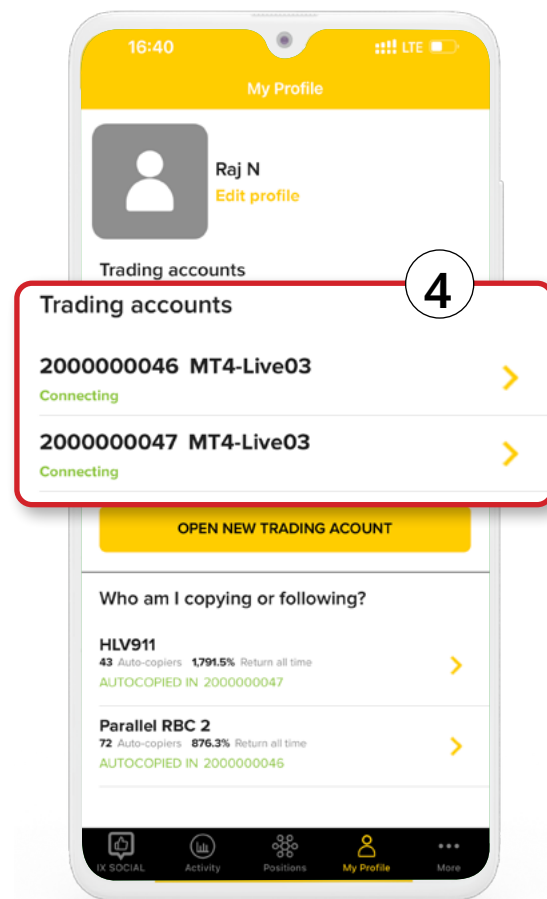 16:40
LTE
My Profile
Raj N
Edit profile
Trading accounts
4
Trading accounts
2000000046 MT4-Live03
Connecting
2000000047 MT4-Live03
Connecting
OPEN NEW TRADING ACOUNT
Who am I copying or following?
HLV911
43 Auto-copiers 1,791.5% Return all time
AUTOCOPIED IN 2000000047
Parallel RBC 2
72 Auto-copiers 876.3% Return all time
AUTOCOPIED IN 2000000046
IX SOCIAL Activity Positions My Profile More